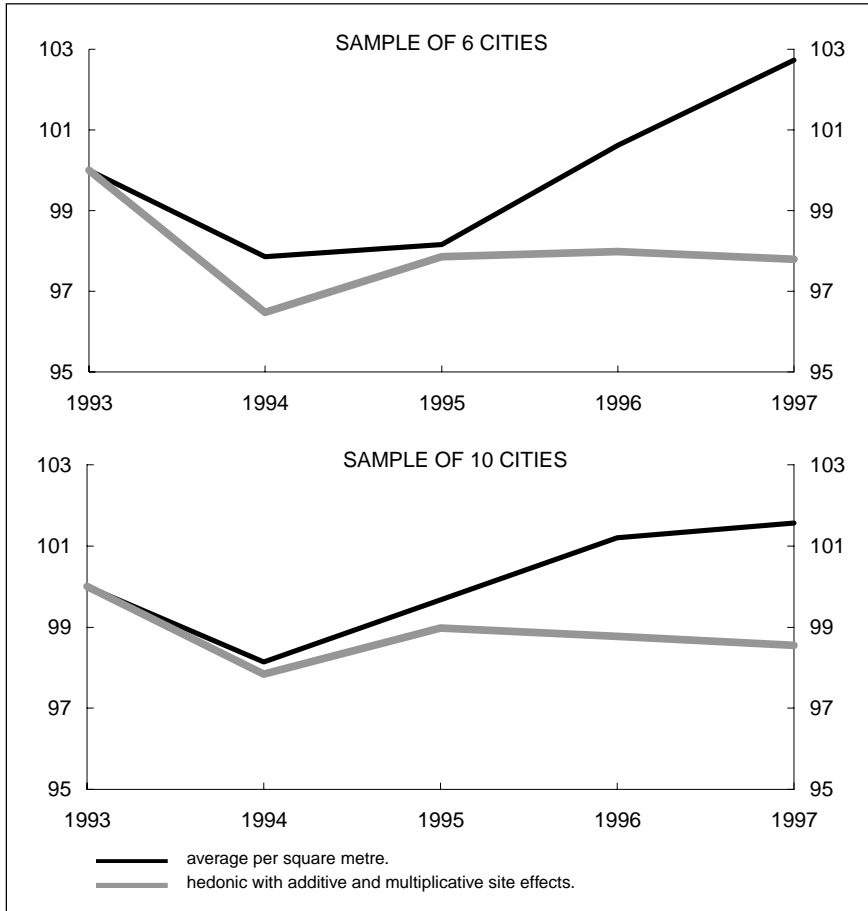 SAMPLE OF 6 CITIES
103 103
101 101
99 99
97 97
95 95
1993 1994 1995 1996 1997
SAMPLE OF 10 CITIES
103 103
101 101
99 99
97 97
95 95
1993 1994 1995 1996 1997
average per square metre.
hedonic with additive and multiplicative site effects.